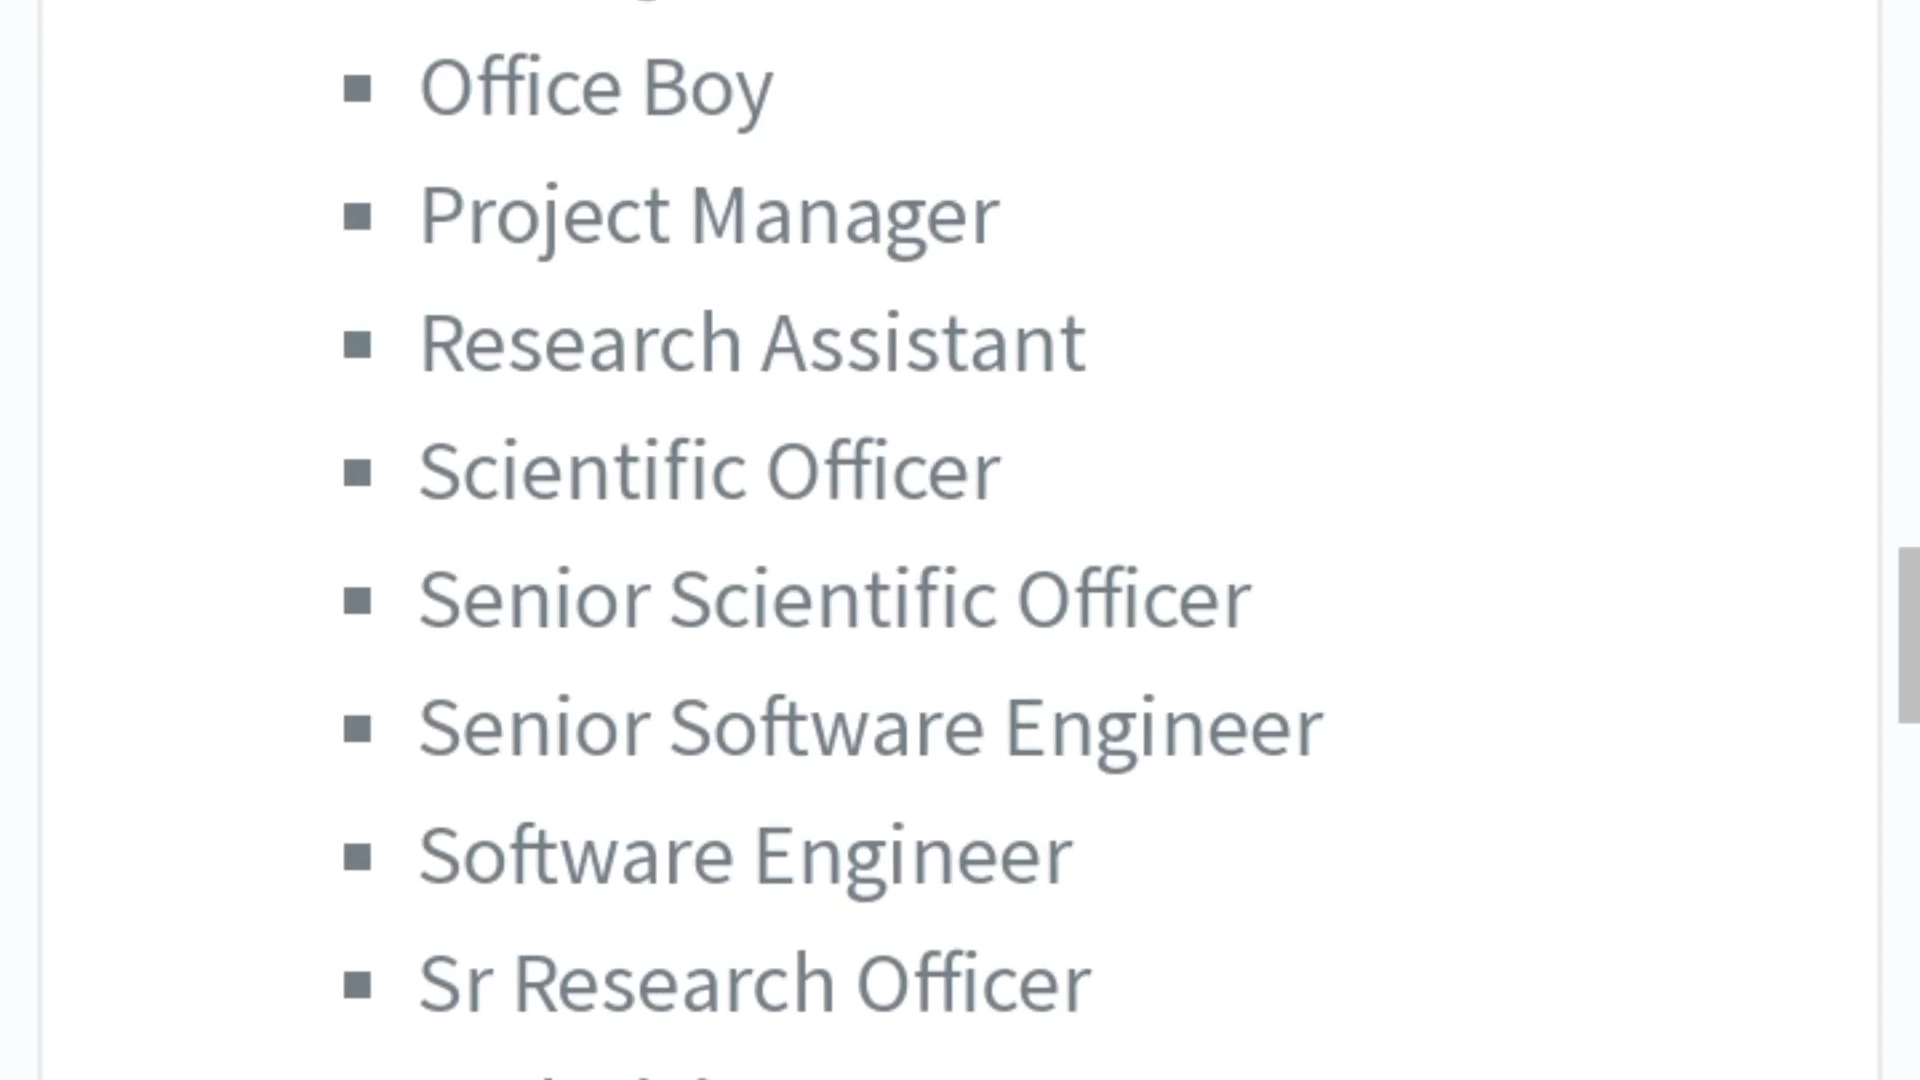 Office Boy
Project Manager
Research Assistant
Scientific Officer
Senior Scientific Officer
Senior Software Engineer
Software Engineer
Sr Research Officer